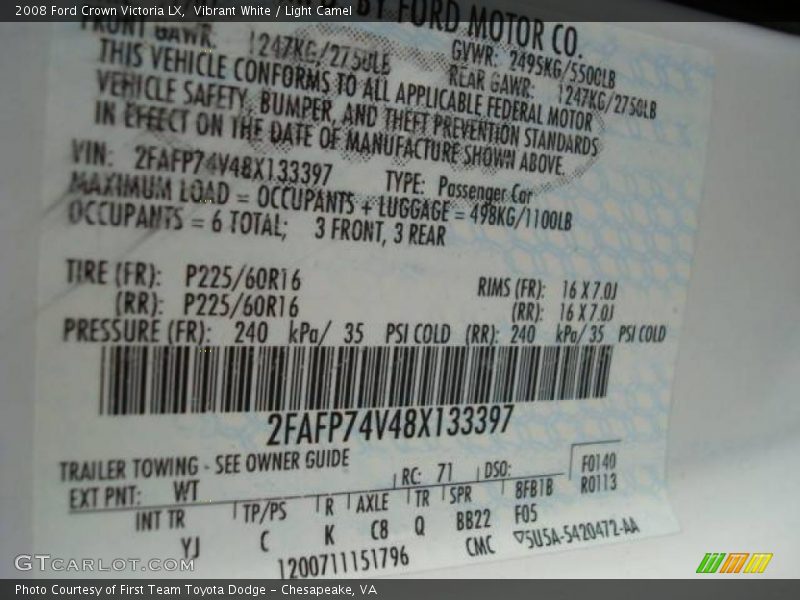 2008 Ford Crown Victoria LX,  Vibrant White / Light Camel
BY FORD MOTOR CO.
FRONT GAWR: 1247KG/2750LB GVWR: 2495KG/5500LB
REAR GAWR: 1247KG/2750LB
THIS VEHICLE CONFORMS TO ALL APPLICABLE FEDERAL MOTOR
VEHICLE SAFETY, BUMPER, AND THEFT PREVENTION STANDARDS
IN EFFECT ON THE DATE OF MANUFACTURE SHOWN ABOVE.
VIN: 2FAFP74V48X133397 TYPE: Passenger Car
MAXIMUM LOAD = OCCUPANTS + LUGGAGE = 498KG/1100LB
OCCUPANTS = 6 TOTAL; 3 FRONT, 3 REAR
TIRE (FR): P225/60R16 RIMS (FR): 16 X 7.0J
(RR): P225/60R16 (RR): 16 X 7.0J
PRESSURE (FR): 240 kPa/ 35 PSI COLD (RR): 240 kPa/ 35 PSI COLD
2FAFP74V48X133397
TRAILER TOWING - SEE OWNER GUIDE
EXT PNT: WT RC: 71 DSO: F0140
R0113
INT TR TP/PS R AXLE TR SPR 8FB1B
YJ C K C8 Q BB22 F05
1200711151796 CMC ▽5U5A-5420472-AA
GTCARLOT.COM
Photo Courtesy of First Team Toyota Dodge - Chesapeake, VA